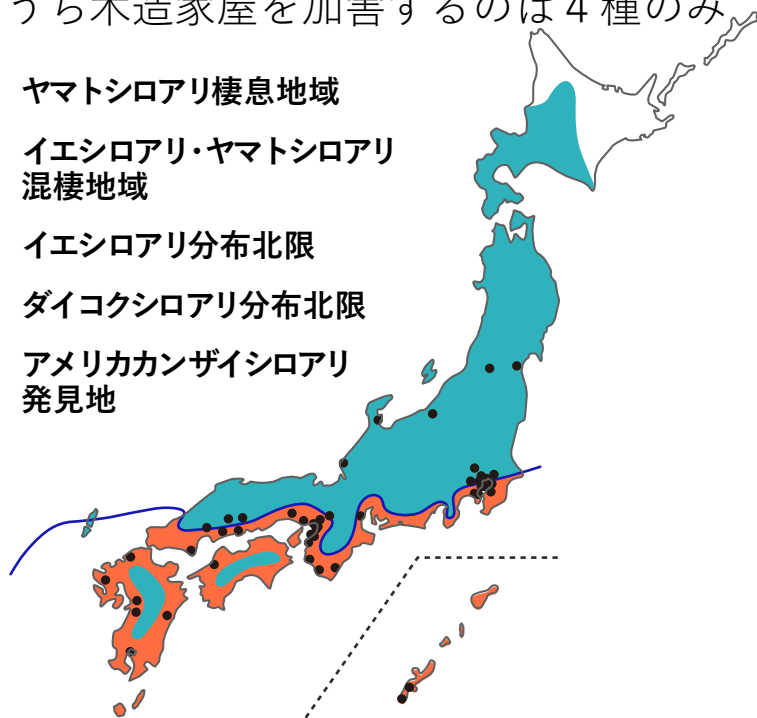 うち木造家屋を加害するのは4種のみ
ヤマトシロアリ棲息地域
イエシロアリ・ヤマトシロアリ
混棲地域
イエシロアリ分布北限
ダイコクシロアリ分布北限
アメリカカンザイシロアリ
発見地